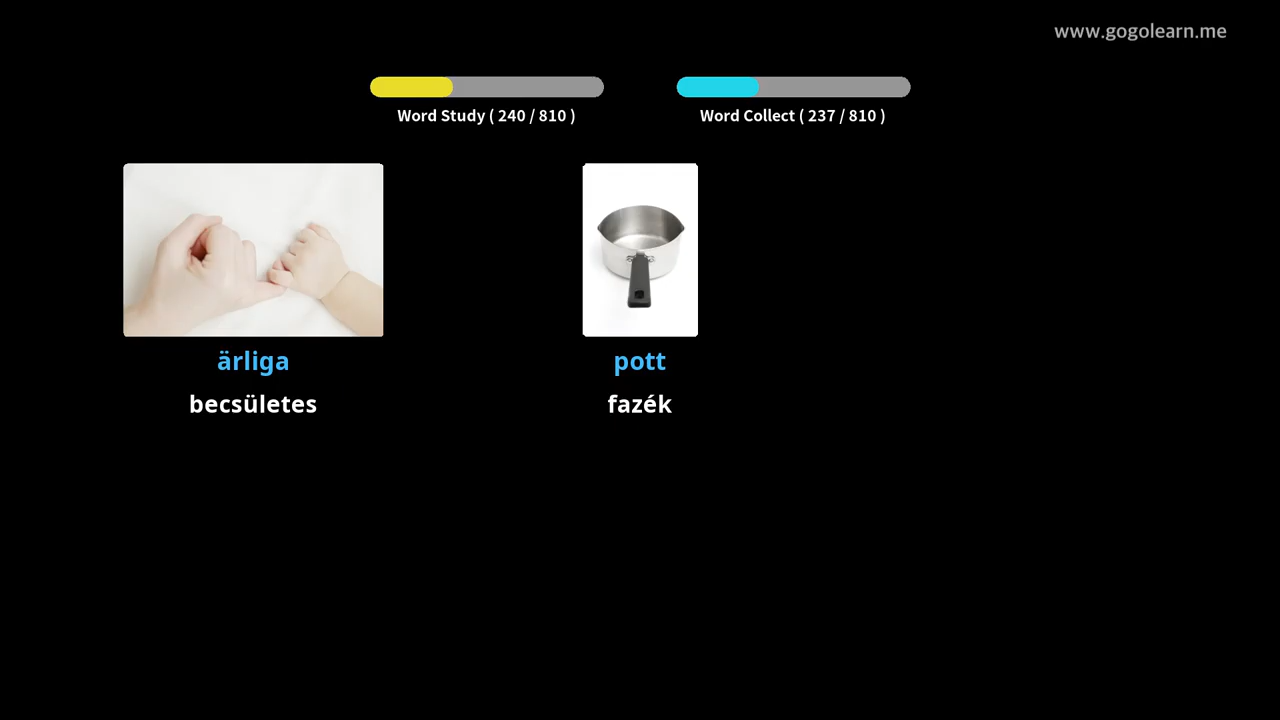 www.gogolearn.me
Word Study ( 240 / 810 )
Word Collect ( 237 / 810 )
ärliga
becsületes
pott
fazék